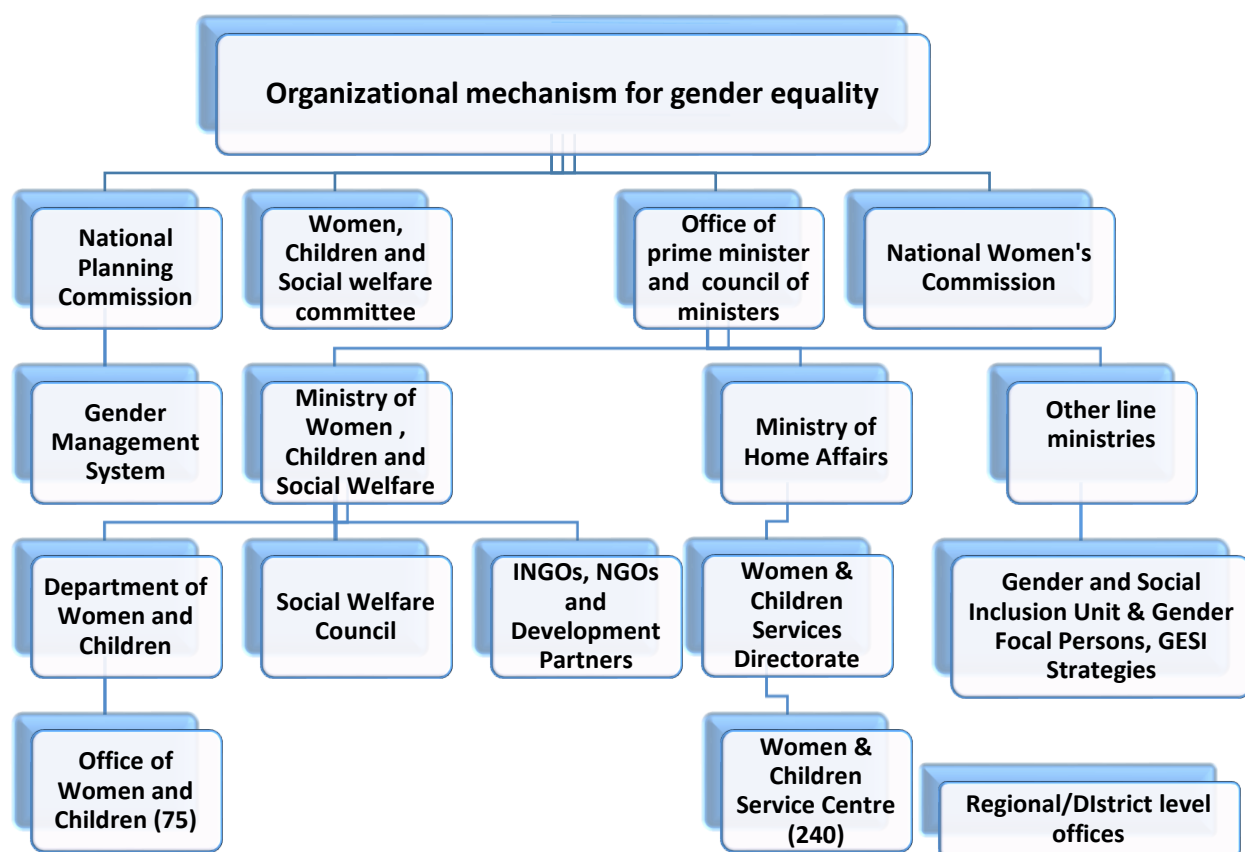 Organizational mechanism for gender equality
National
Planning
Commission
Women,
Children and
Social welfare
committee
Office of
prime minister
and council of
ministers
National Women's
Commission
Gender
Management
System
Ministry of
Women ,
Children and
Social Welfare
Ministry of
Home Affairs
Other line
ministries
Department of
Women and
Children
Social Welfare
Council
INGOs, NGOs
and
Development
Partners
Women &
Children
Services
Directorate
Gender and Social
Inclusion Unit & Gender
Focal Persons, GESI
Strategies
Office of
Women and
Children (75)
Women &
Children
Service Centre
(240)
Regional/DIstrict level
offices